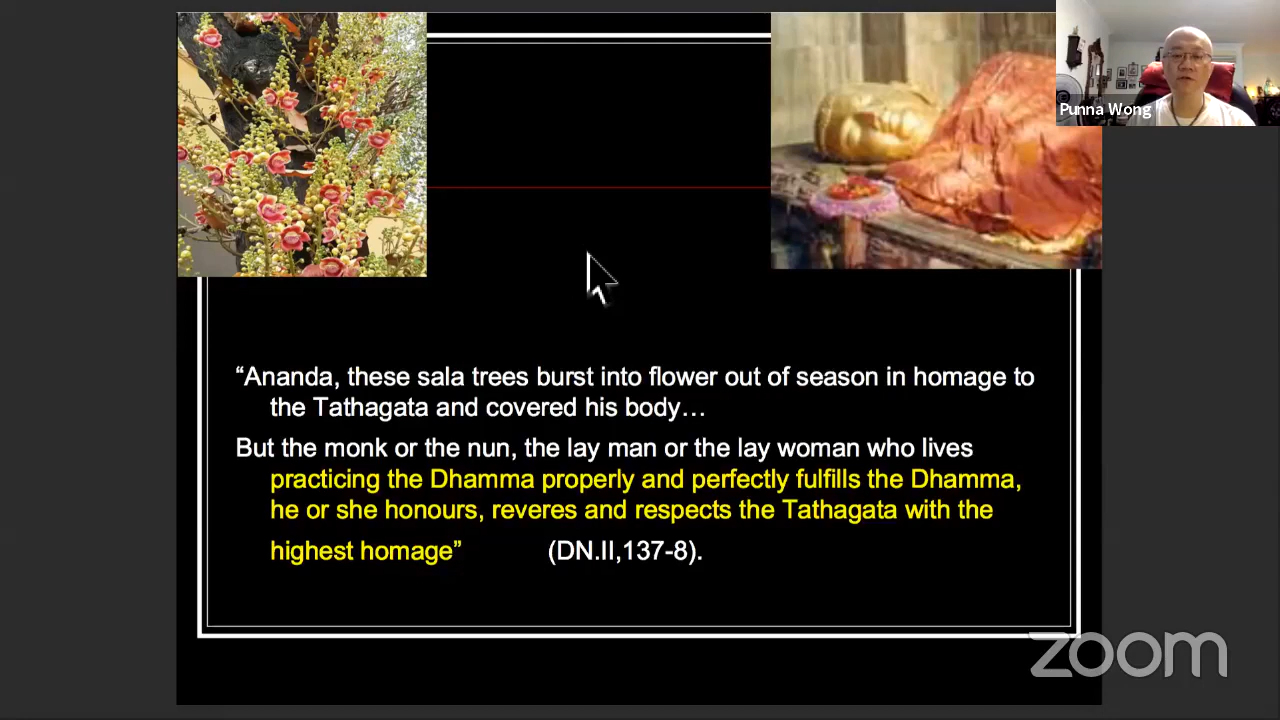 Punna Wong
“Ananda, these sala trees burst into flower out of season in homage to
the Tathagata and covered his body…
But the monk or the nun, the lay man or the lay woman who lives
practicing the Dhamma properly and perfectly fulfills the Dhamma,
he or she honours, reveres and respects the Tathagata with the
highest homage” (DN.II,137-8).
zoom